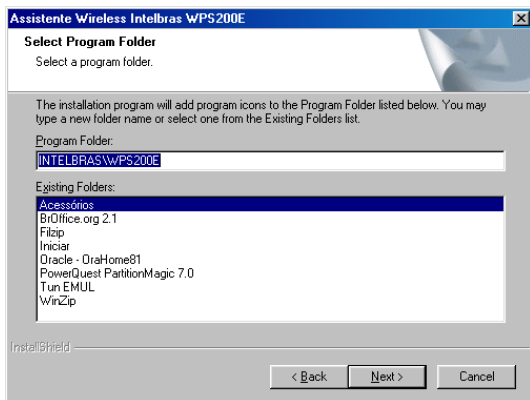 Assistente Wireless Intelbras WPS200E
Select Program Folder
Select a program folder.
The installation program will add program icons to the Program Folder listed below. You may
type a new folder name or select one from the Existing Folders list.
Program Folder:
INTELBRAS\WPS200E
Existing Folders:
Acessórios
BrOffice.org 2.1
Filzip
Iniciar
Oracle - OraHome81
PowerQuest PartitionMagic 7.0
Tun EMUL
WinZip
InstallShield
< Back
Next >
Cancel